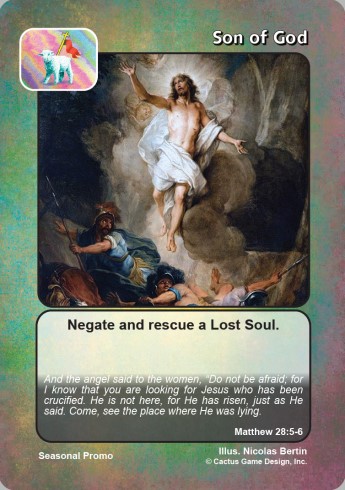 Son of God
Negate and rescue a Lost Soul.
And the angel said to the women, "Do not be afraid; for
I know that you are looking for Jesus who has been
crucified. He is not here, for He has risen, just as He
said. Come, see the place where He was lying.
Matthew 28:5-6
Illus. Nicolas Bertin
Seasonal Promo
© Cactus Game Design, Inc.